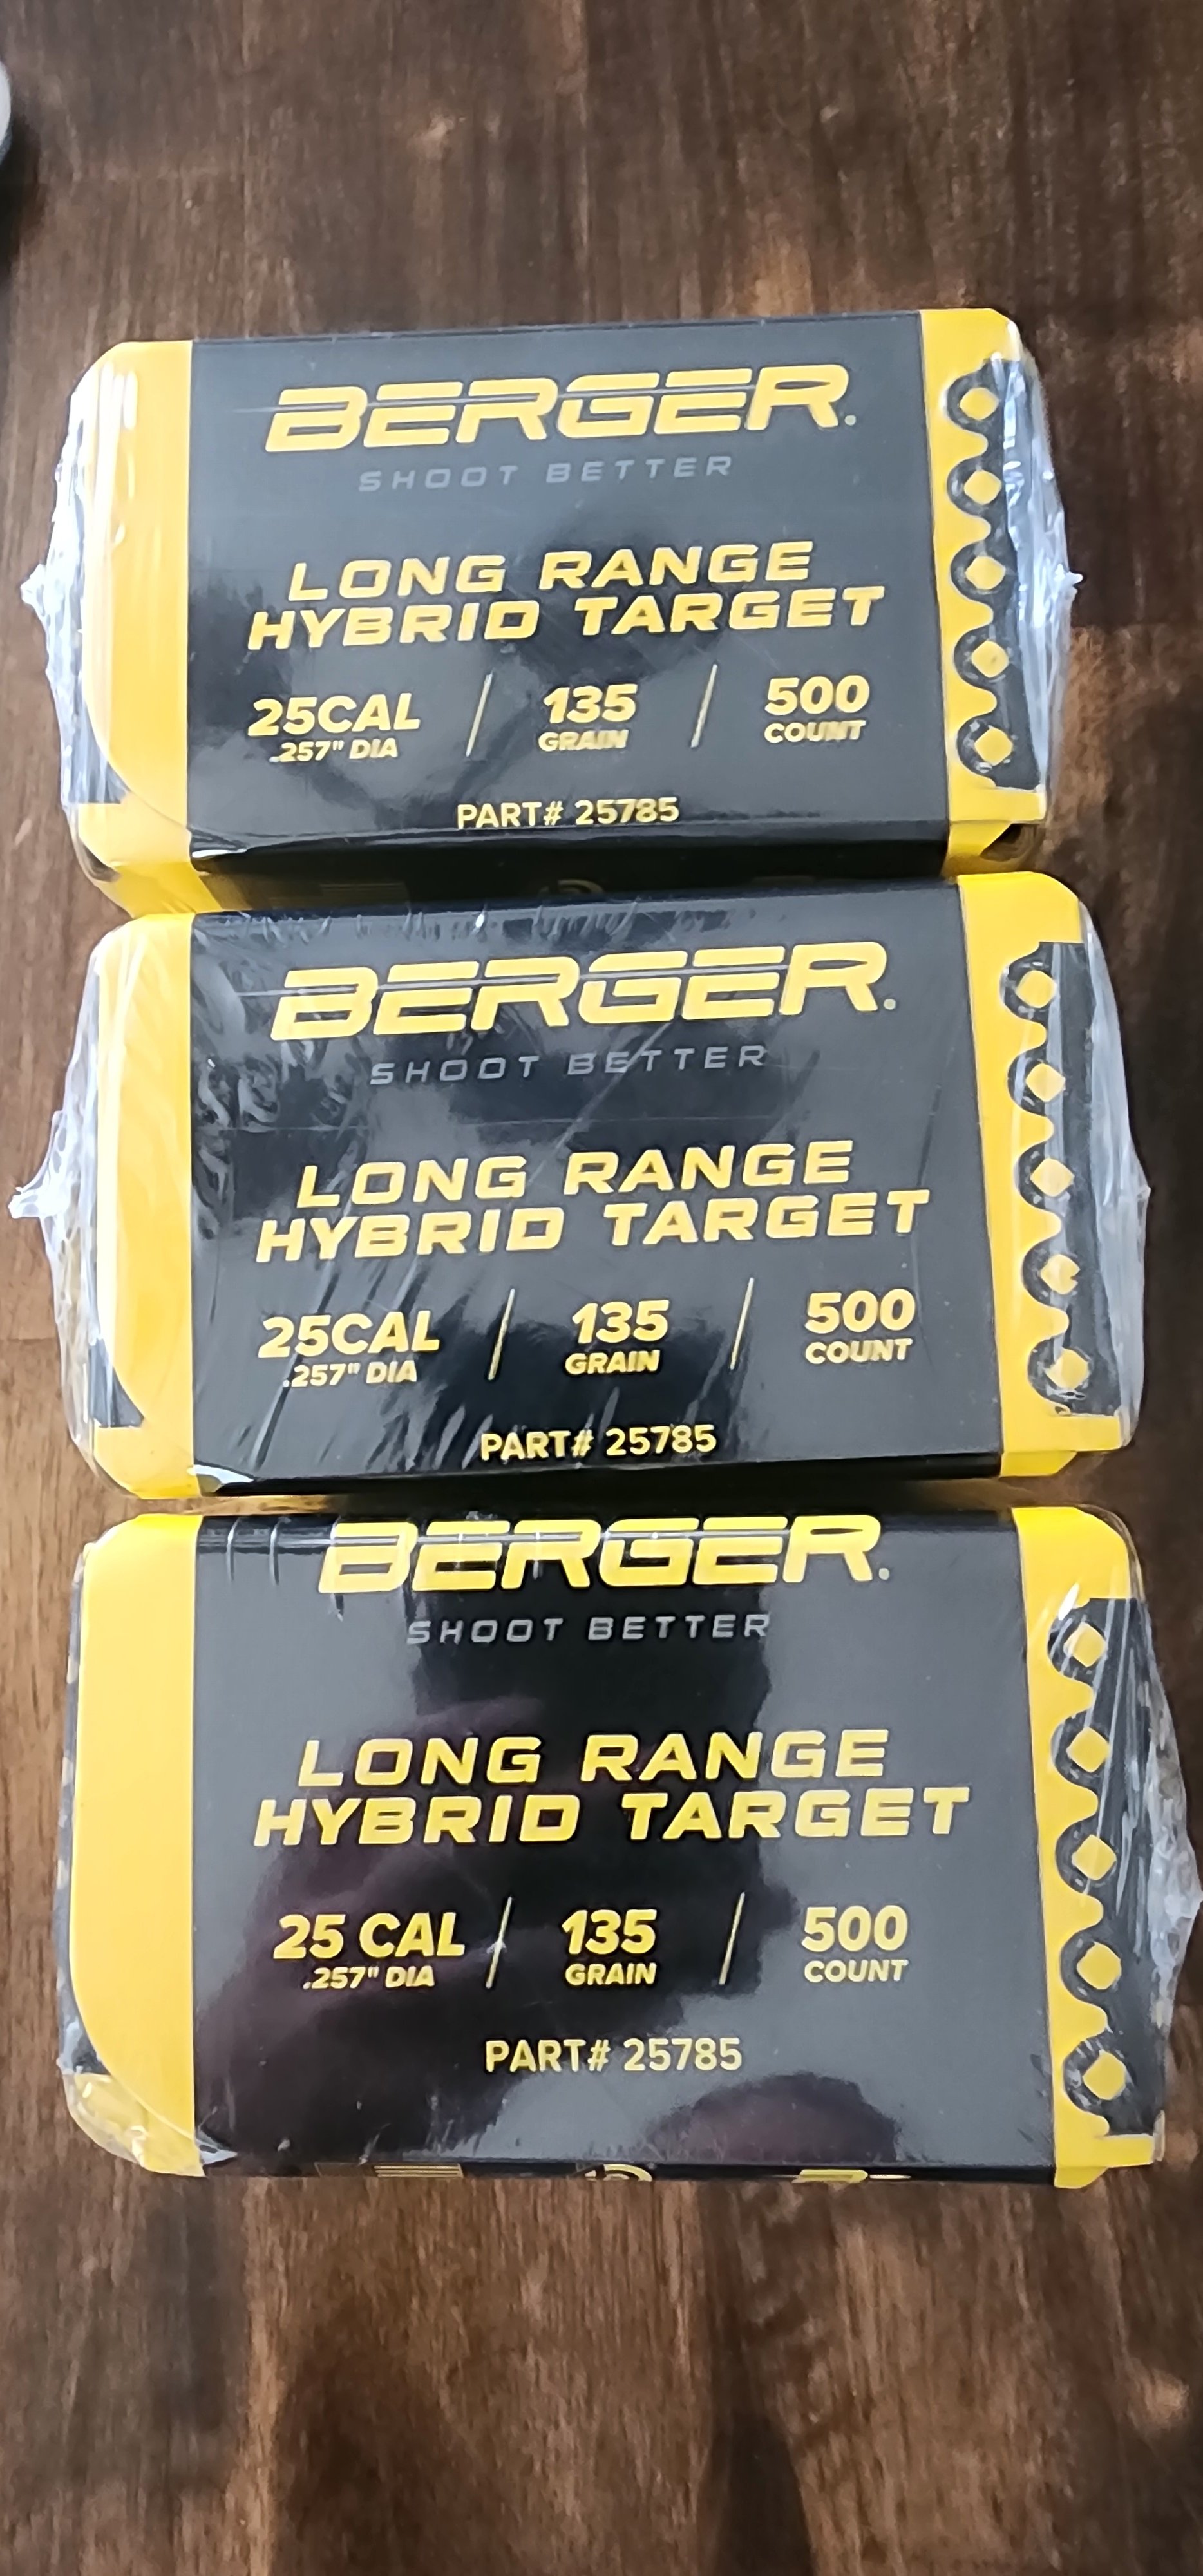 BERGER.
SHOOT BETTER
LONG RANGE
HYBRID TARGET
25CAL / 135 / 500
.257" DIA GRAIN COUNT
PART# 25785
BERGER.
SHOOT BETTER
LONG RANGE
HYBRID TARGET
25CAL / 135 / 500
.257" DIA GRAIN COUNT
PART# 25785
BERGER.
SHOOT BETTER
LONG RANGE
HYBRID TARGET
25 CAL / 135 / 500
.257" DIA GRAIN COUNT
PART# 25785